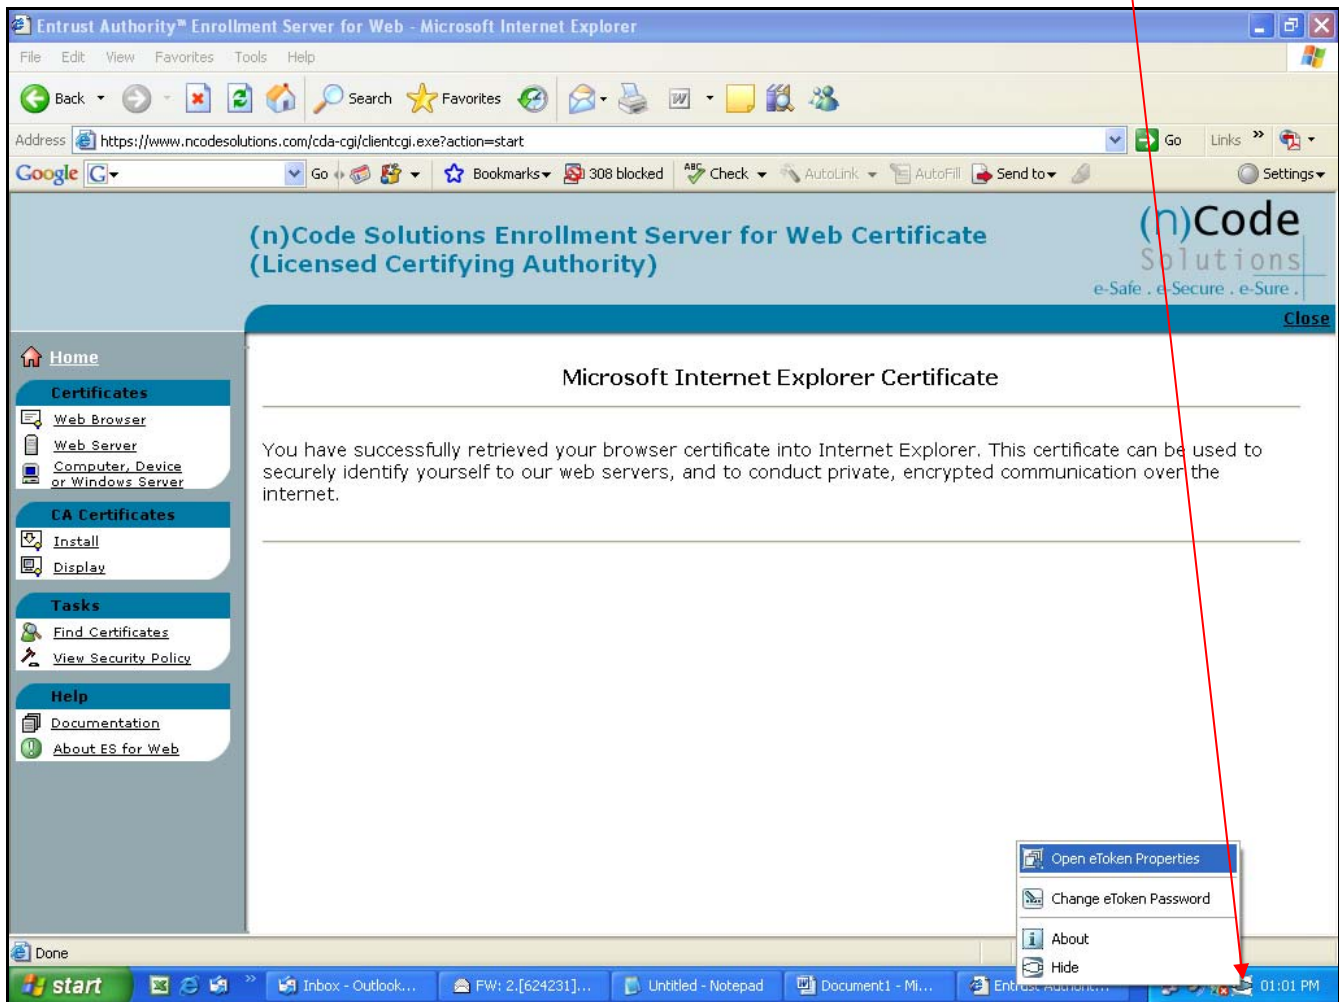 Entrust Authority™ Enrollment Server for Web - Microsoft Internet Explorer
File Edit View Favorites Tools Help
Back Search Favorites
Address https://www.ncodesolutions.com/cda-cgi/clientcgi.exe?action=start Go Links »
Google G Go Bookmarks 308 blocked ABC Check AutoLink AutoFill Send to Settings
(n)Code Solutions Enrollment Server for Web Certificate
(Licensed Certifying Authority)
(n)Code
Solutions
e-Safe . e-Secure . e-Sure .
Close
Home
Certificates
Web Browser
Web Server
Computer, Device
or Windows Server
CA Certificates
Install
Display
Tasks
Find Certificates
View Security Policy
Help
Documentation
About ES for Web
Microsoft Internet Explorer Certificate
You have successfully retrieved your browser certificate into Internet Explorer. This certificate can be used to
securely identify yourself to our web servers, and to conduct private, encrypted communication over the
internet.
Open eToken Properties
Change eToken Password
About
Hide
Done
start » Inbox - Outlook... FW: 2.[624231]... Untitled - Notepad Document1 - Mi... Entrust Authorit... 01:01 PM